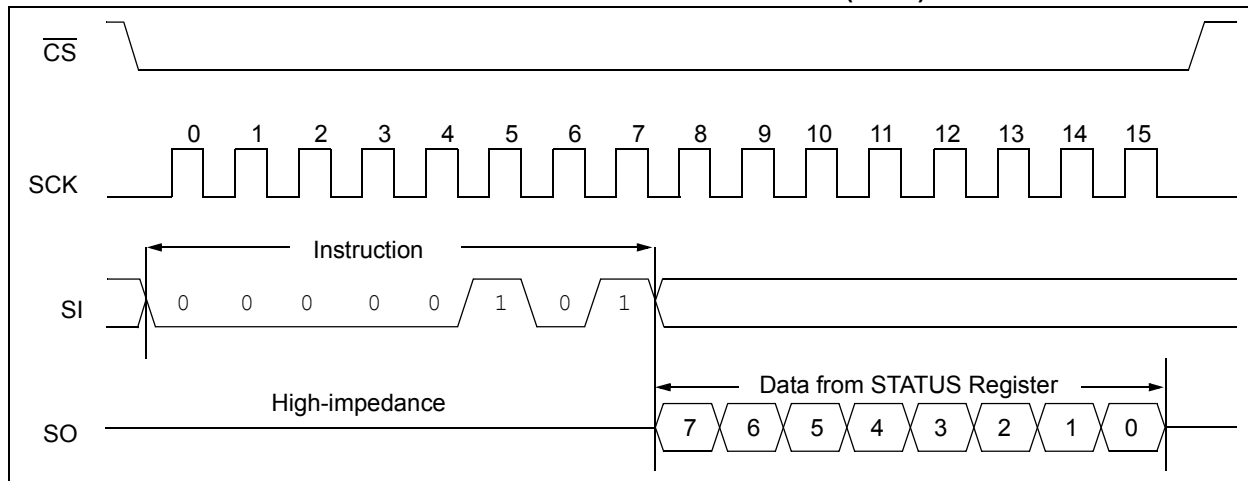 CS
0 1 2 3 4 5 6 7 8 9 10 11 12 13 14 15
SCK
Instruction
SI 0 0 0 0 0 1 0 1
Data from STATUS Register
High-impedance
SO 7 6 5 4 3 2 1 0